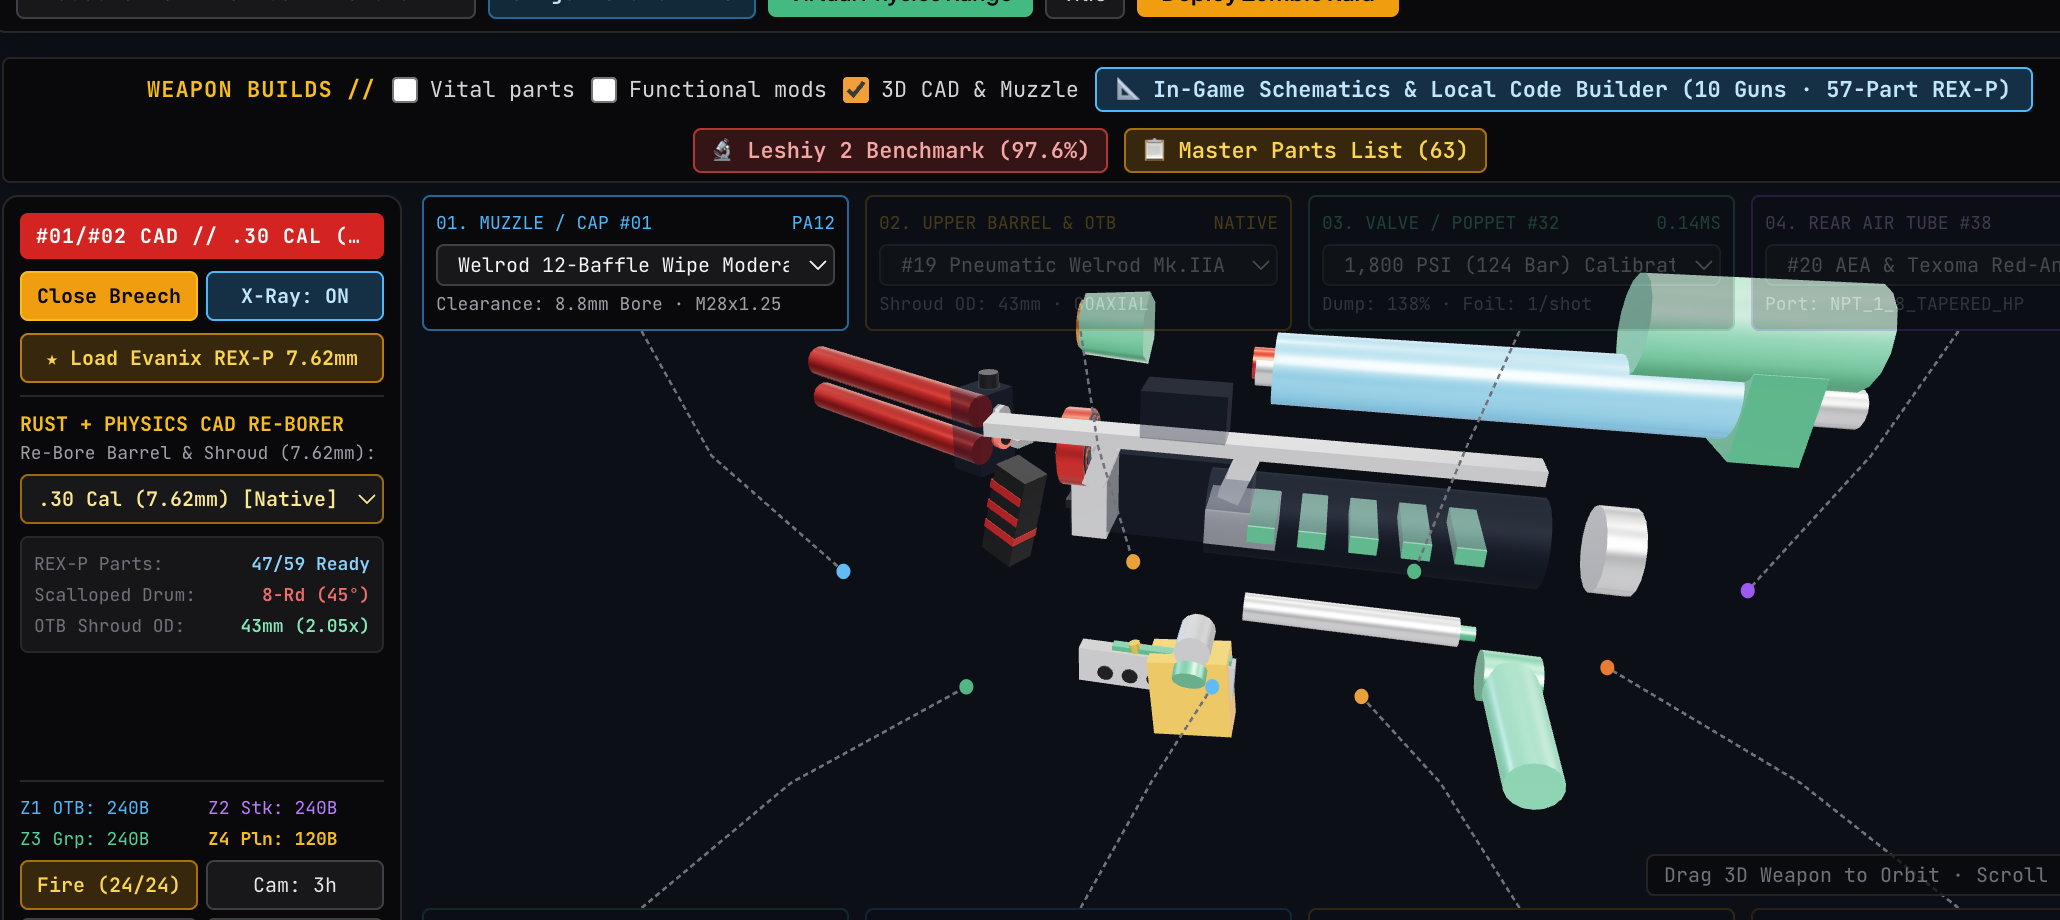 WEAPON BUILDS // Vital parts Functional mods 3D CAD & Muzzle In-Game Schematics & Local Code Builder (10 Guns · 57-Part REX-P)
Leshiy 2 Benchmark (97.6%) Master Parts List (63)
#01/#02 CAD // .30 CAL (…
Close Breech X-Ray: ON
★ Load Evanix REX-P 7.62mm
RUST + PHYSICS CAD RE-BORER
Re-Bore Barrel & Shroud (7.62mm):
.30 Cal (7.62mm) [Native]
REX-P Parts: 47/59 Ready
Scalloped Drum: 8-Rd (45°)
OTB Shroud OD: 43mm (2.05x)
Z1 OTB: 240B Z2 Stk: 240B
Z3 Grp: 240B Z4 Pln: 120B
Fire (24/24) Cam: 3h
01. MUZZLE / CAP #01 PA12
Welrod 12-Baffle Wipe Modera
Clearance: 8.8mm Bore · M28x1.25
02. UPPER BARREL & OTB NATIVE
#19 Pneumatic Welrod Mk.IIA
Shroud OD: 43mm · COAXIAL
03. VALVE / POPPET #32 0.14MS
1,800 PSI (124 Bar) Calibrat
Dump: 138% · Foil: 1/shot
04. REAR AIR TUBE #38
#20 AEA & Texoma Red-An
Port: NPT_1_8_TAPERED_HP
Drag 3D Weapon to Orbit · Scroll